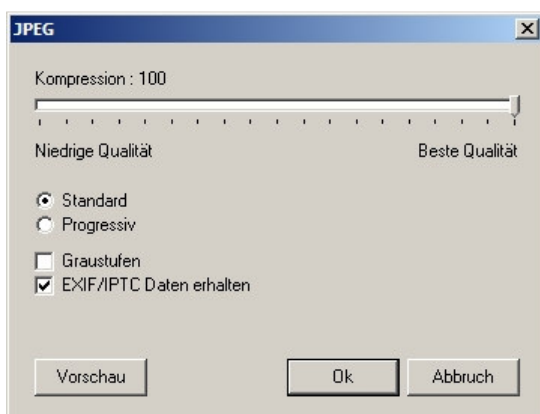 JPEG
Kompression : 100
Niedrige Qualität Beste Qualität
Standard
Progressiv
Graustufen
EXIF/IPTC Daten erhalten
Vorschau Ok Abbruch